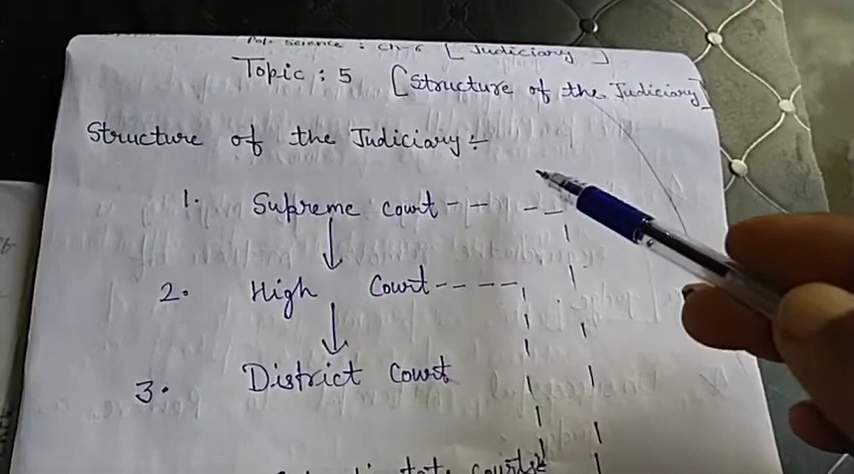 Pol. Science : Ch-6 [ Judiciary ]
Topic : 5 [Structure of the Judiciary]
Structure of the Judiciary :-
1. Supreme Court
2. High Court
3. District Court
courts